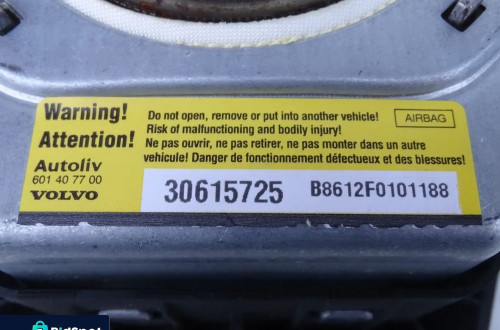 Warning!
Attention!
Do not open, remove or put into another vehicle!
Risk of malfunctioning and bodily injury!
Ne pas ouvrir, ne pas retirer, ne pas monter dans un autre
vehicule! Danger de fonctionnement défectueux et des blessures!
AIRBAG
Autoliv
601 40 77 00
VOLVO
30615725
B8612F0101188
BidSpot